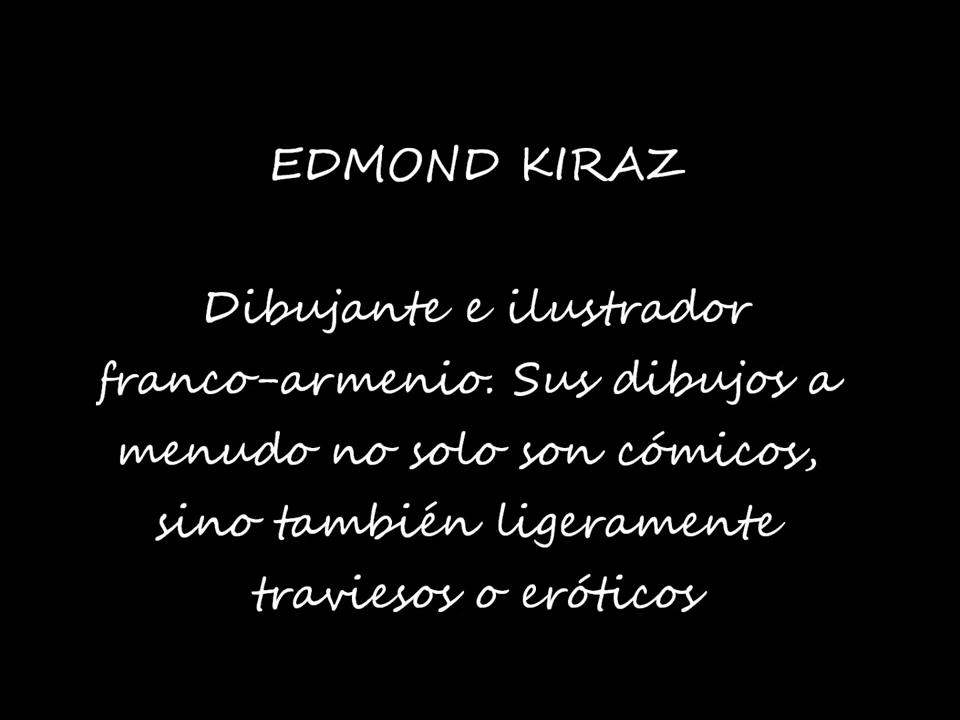 EDMOND KIRAZ
Dibujante e ilustrador
franco-armenio. Sus dibujos a
menudo no solo son cómicos,
sino también ligeramente
traviesos o eróticos